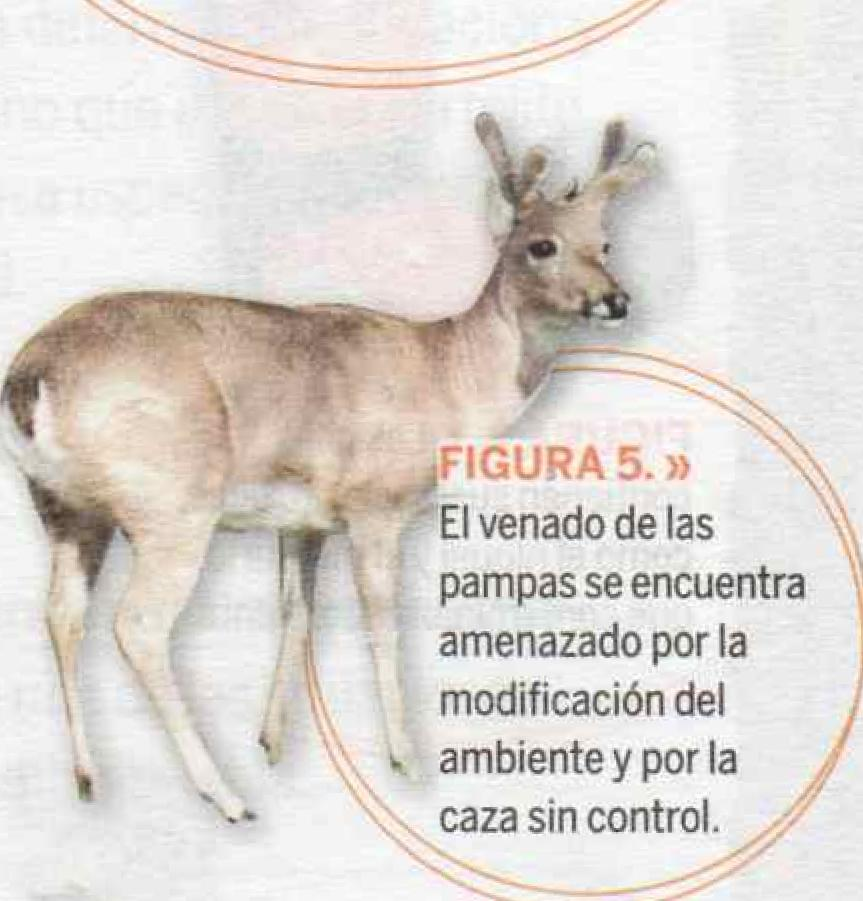 FIGURA 5. »
El venado de las
pampas se encuentra
amenazado por la
modificación del
ambiente y por la
caza sin control.